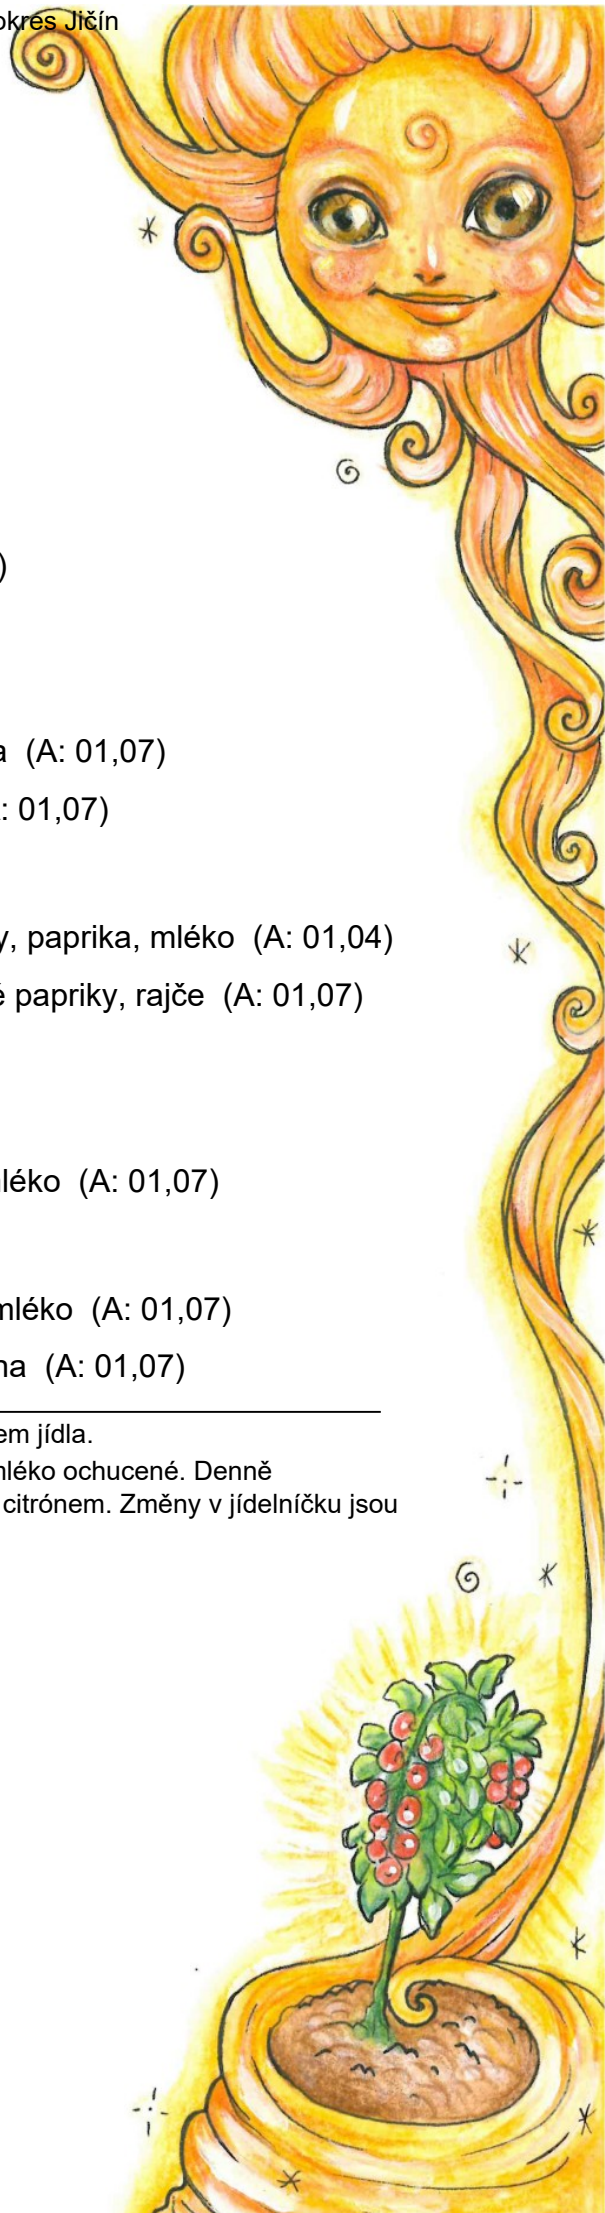 okres Jičín
)
a (A: 01,07)
: 01,07)
y, paprika, mléko (A: 01,04)
é papriky, rajče (A: 01,07)
léko (A: 01,07)
mléko (A: 01,07)
na (A: 01,07)
em jídla.
mléko ochucené. Denně
citrónem. Změny v jídelníčku jsou